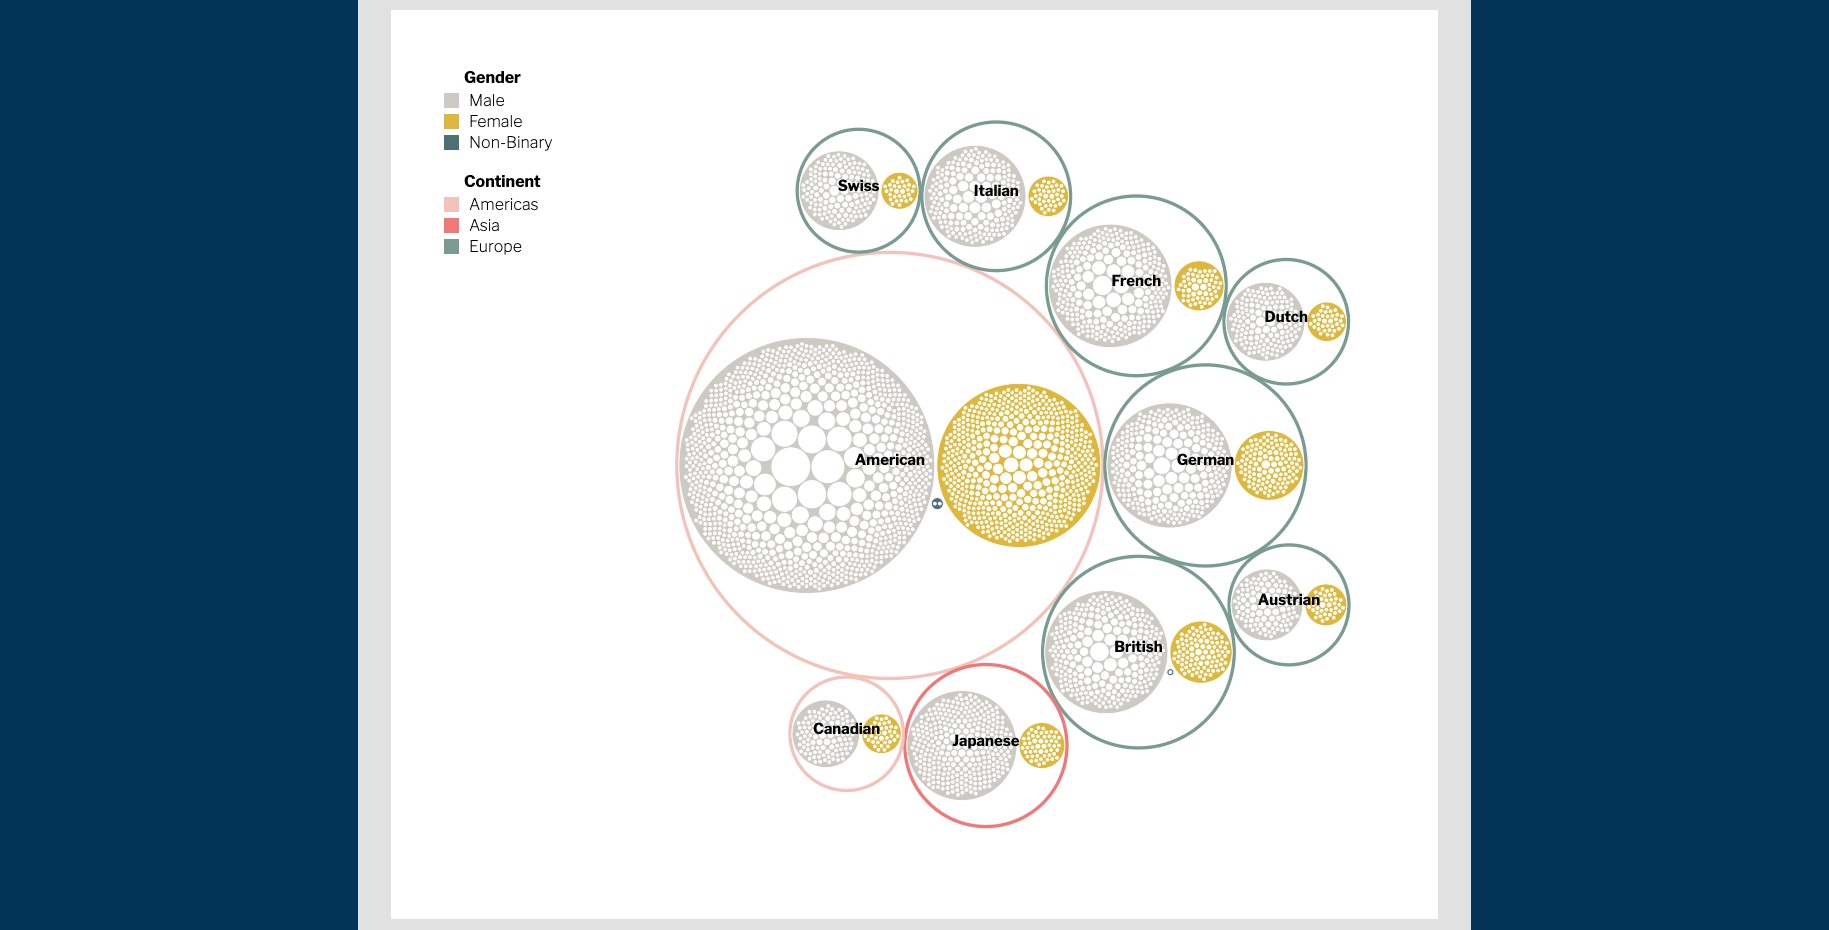 Gender
Male
Female
Non-Binary
Continent
Americas
Asia
Europe
Swiss
Italian
French
Dutch
American
German
Austrian
British
Canadian
Japanese